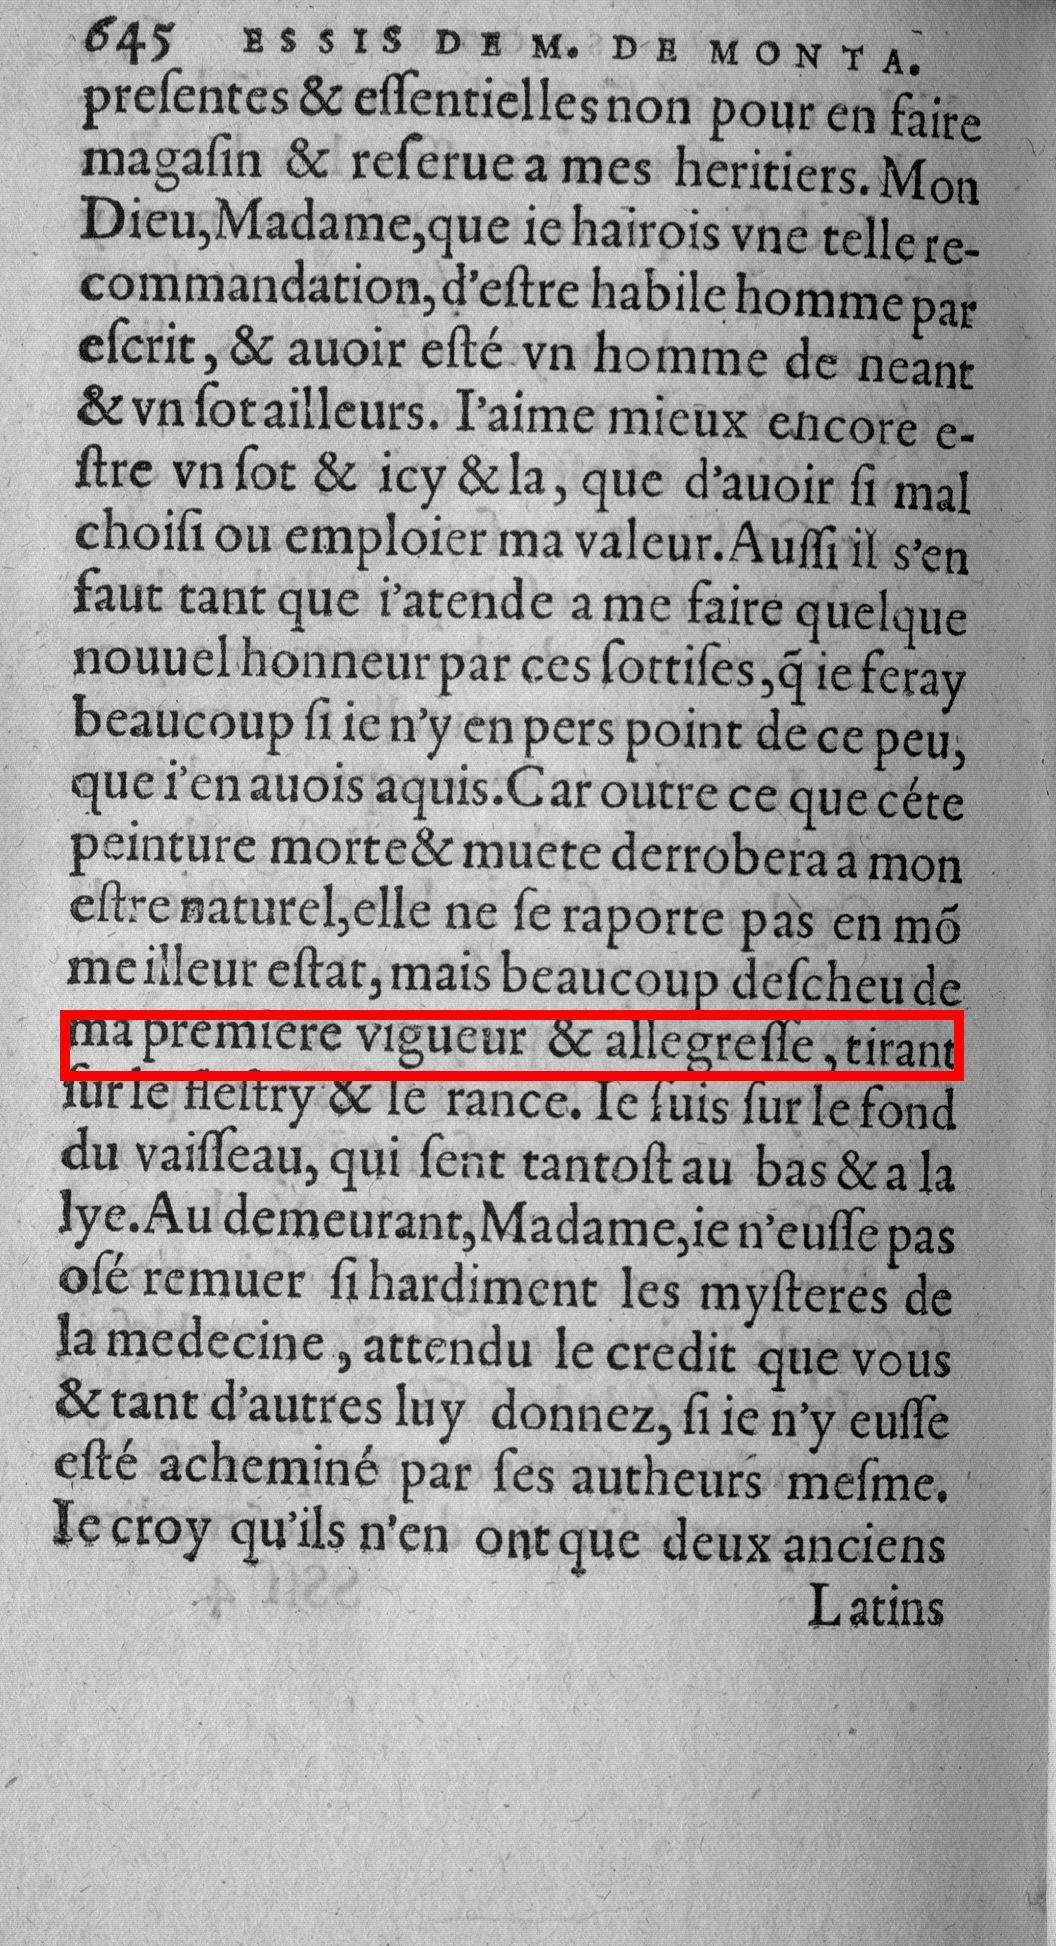 645 ESSIS DE M. DE MONTA.
preſentes & eſſentielles non pour en faire
magaſin & reſerue a mes heritiers. Mon
Dieu, Madame, que ie hairois vne telle re-
commandation, d'eſtre habile homme par
eſcrit, & auoir eſté vn homme de neant
& vn ſot ailleurs. I'aime mieux encore e-
ſtre vn ſot & icy & la, que d'auoir ſi mal
choiſi ou emploier ma valeur. Auſſi il s'en
faut tant que i'atende a me faire quelque
nouuel honneur par ces ſottiſes, q̃ ie feray
beaucoup ſi ie n'y en pers point de ce peu,
que i'en auois aquis. Car outre ce que céte
peinture morte & muete derrobera a mon
eſtre naturel, elle ne ſe raporte pas en mõ
meilleur eſtat, mais beaucoup deſcheu de
ma premiere vigueur & allegreſſe, tirant
ſur le fleſtry & le rance. Ie ſuis ſur le fond
du vaiſſeau, qui ſent tantoſt au bas & a la
lye. Au demeurant, Madame, ie n'euſſe pas
oſé remuer ſi hardiment les myſteres de
la medecine, attendu le credit que vous
& tant d'autres luy donnez, ſi ie n'y euſſe
eſté acheminé par ſes autheurs meſme.
Ie croy qu'ils n'en ont que deux anciens
Latins